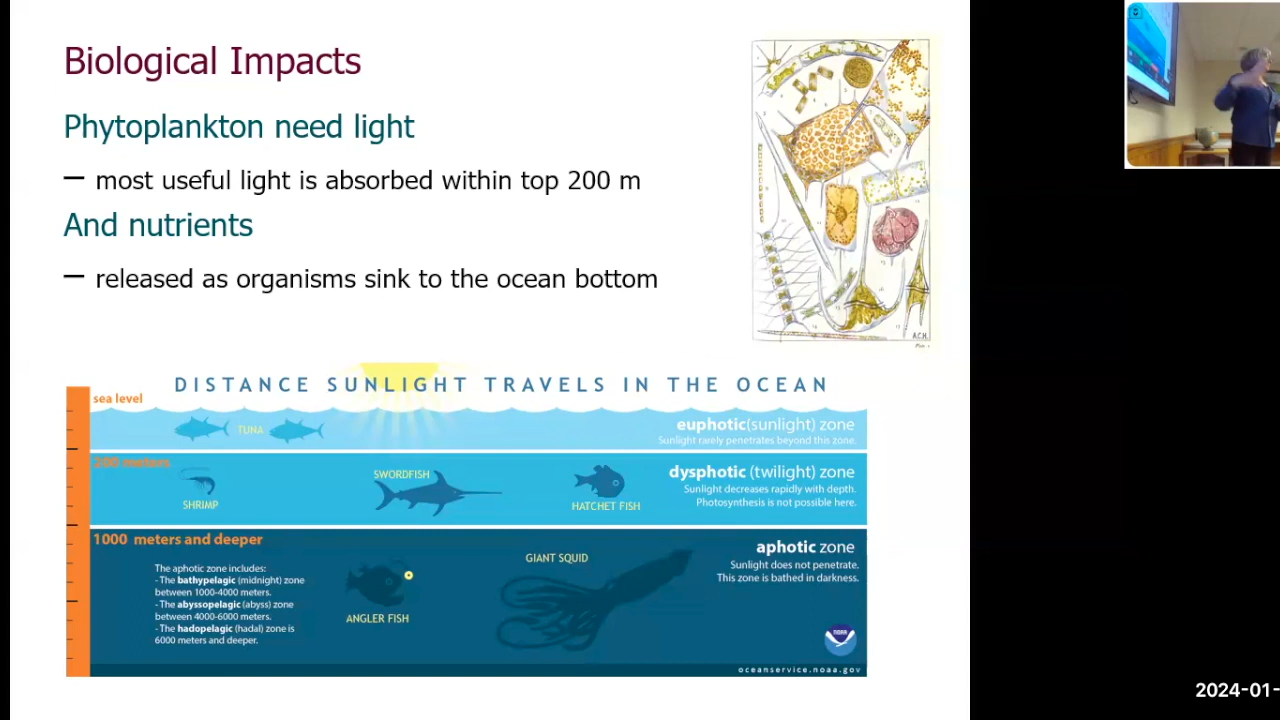 Biological Impacts
Phytoplankton need light
— most useful light is absorbed within top 200 m
And nutrients
— released as organisms sink to the ocean bottom
A.C.H.
DISTANCE SUNLIGHT TRAVELS IN THE OCEAN
sea level
TUNA
euphotic(sunlight) zone
Sunlight rarely penetrates beyond this zone.
200 meters
SHRIMP
SWORDFISH
HATCHET FISH
dysphotic (twilight) zone
Sunlight decreases rapidly with depth.
Photosynthesis is not possible here.
1000 meters and deeper
The aphotic zone includes:
- The bathypelagic (midnight) zone
between 1000-4000 meters.
- The abyssopelagic (abyss) zone
between 4000-6000 meters.
- The hadopelagic (hadal) zone is
6000 meters and deeper.
ANGLER FISH
GIANT SQUID
aphotic zone
Sunlight does not penetrate.
This zone is bathed in darkness.
NOAA
oceanservice.noaa.gov
2024-01-